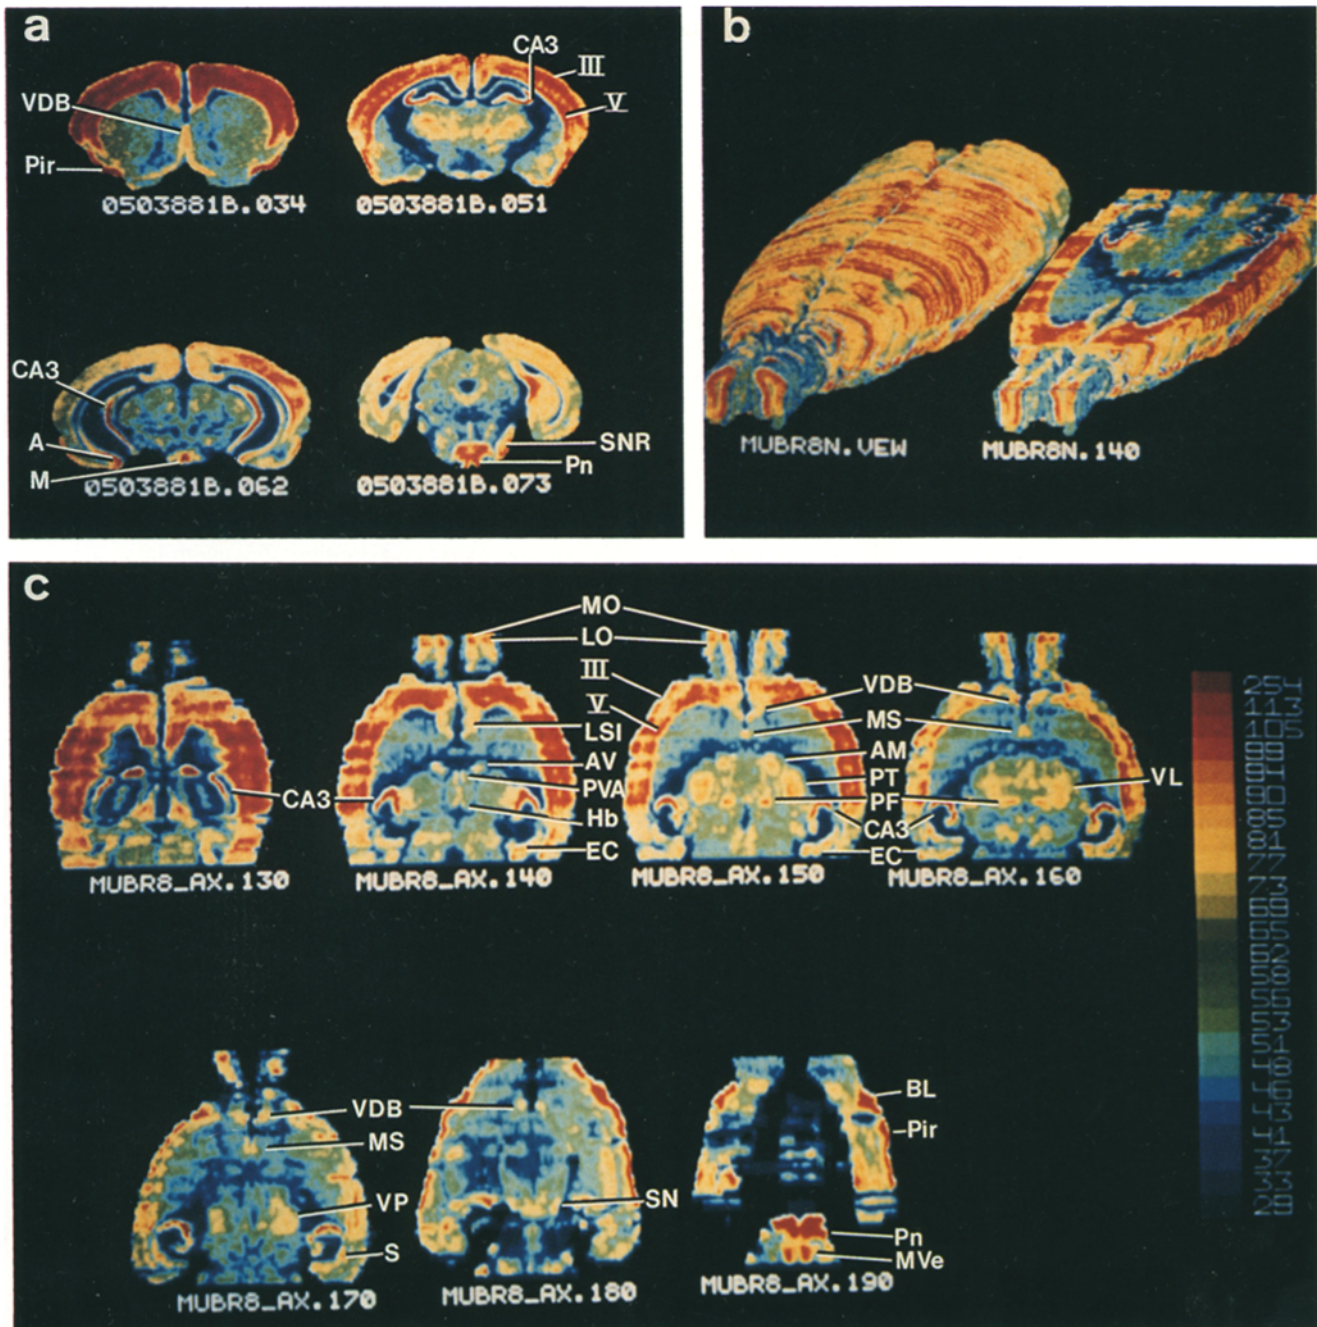 a
CA3
III
VDB
V
Pir
0503881B.034
0503881B.051
CA3
A
SNR
M
Pn
0503881B.062
0503881B.073
b
MUBR8N.VEW
MUBR8N.140
c
MO
LO
III
V
VDB
LSI
MS
AV
AM
PVA
PT
VL
CA3
PF
Hb
CA3
EC
EC
MUBR8_AX.130
MUBR8_AX.140
MUBR8_AX.150
MUBR8_AX.160
251
113
105
VDB
BL
MS
Pir
VP
SN
S
Pn
MVe
MUBR8_AX.170
MUBR8_AX.180
MUBR8_AX.190